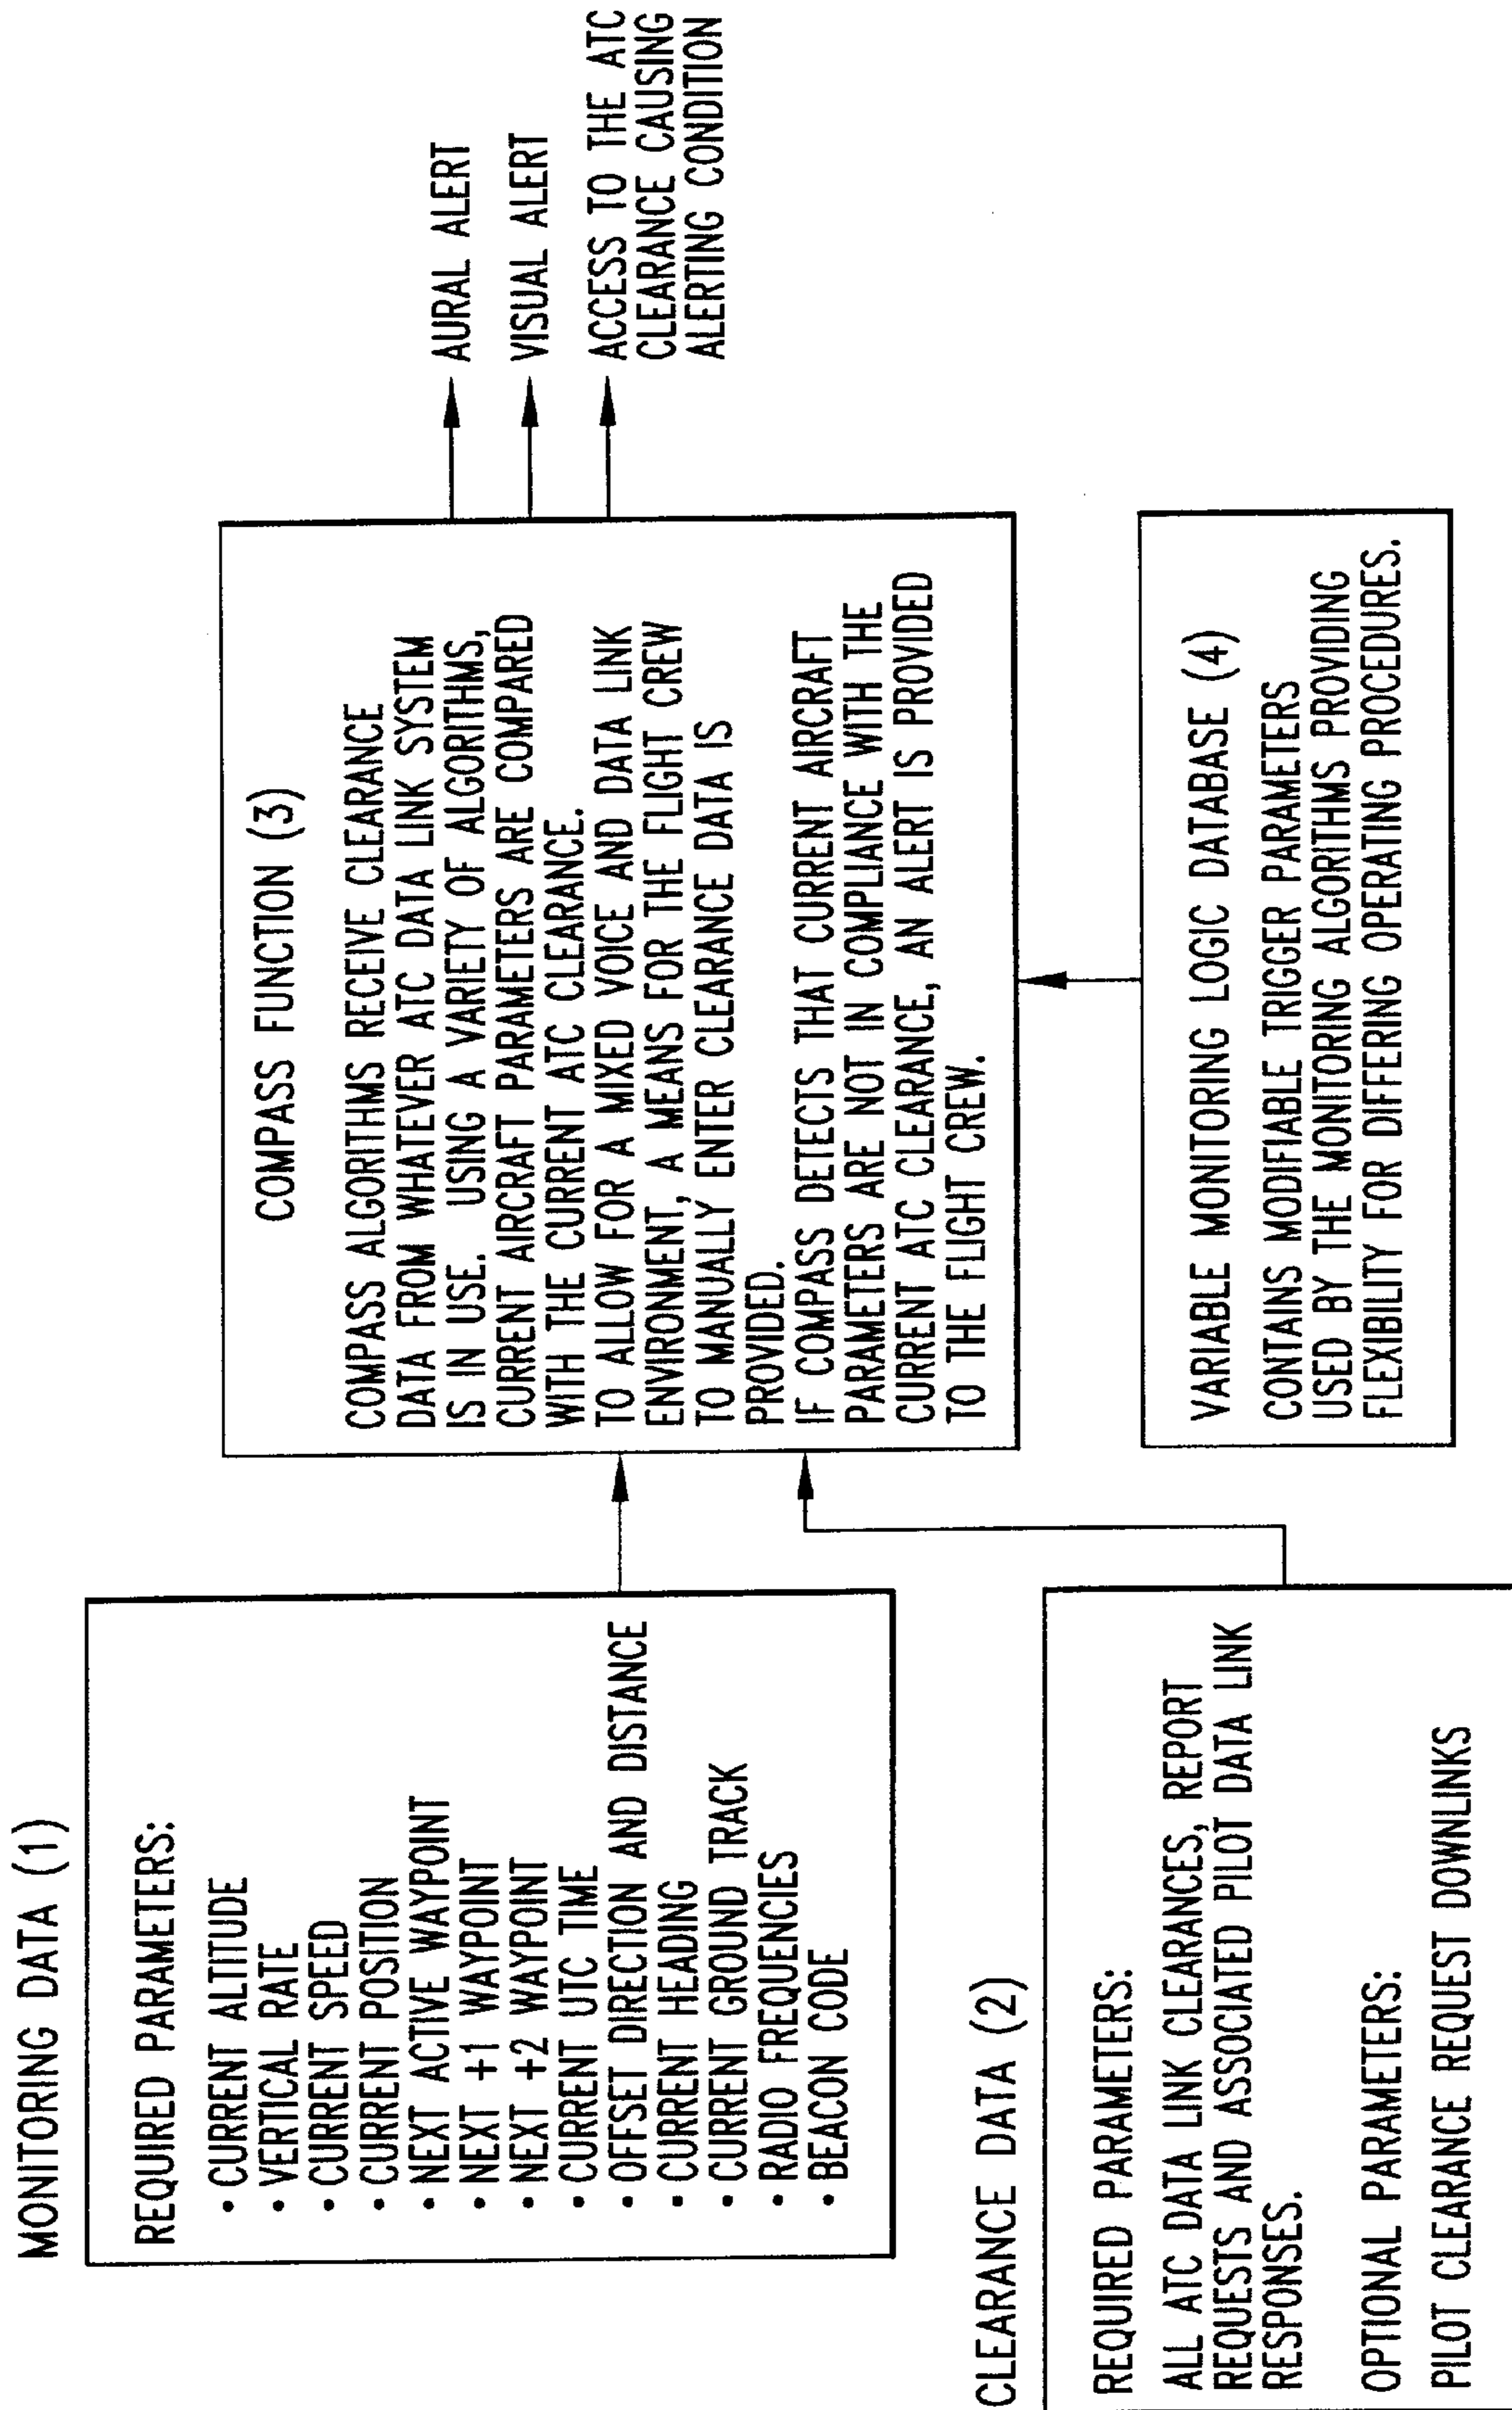 MONITORING DATA (1)
REQUIRED PARAMETERS:
• CURRENT ALTITUDE
• VERTICAL RATE
• CURRENT SPEED
• CURRENT POSITION
• NEXT ACTIVE WAYPOINT
• NEXT +1 WAYPOINT
• NEXT +2 WAYPOINT
• CURRENT UTC TIME
• OFFSET DIRECTION AND DISTANCE
• CURRENT HEADING
• CURRENT GROUND TRACK
• RADIO FREQUENCIES
• BEACON CODE
CLEARANCE DATA (2)
REQUIRED PARAMETERS:
ALL ATC DATA LINK CLEARANCES, REPORT
REQUESTS AND ASSOCIATED PILOT DATA LINK
RESPONSES.
OPTIONAL PARAMETERS:
PILOT CLEARANCE REQUEST DOWNLINKS
COMPASS FUNCTION (3)
COMPASS ALGORITHMS RECEIVE CLEARANCE
DATA FROM WHATEVER ATC DATA LINK SYSTEM
IS IN USE. USING A VARIETY OF ALGORITHMS,
CURRENT AIRCRAFT PARAMETERS ARE COMPARED
WITH THE CURRENT ATC CLEARANCE.
TO ALLOW FOR A MIXED VOICE AND DATA LINK
ENVIRONMENT, A MEANS FOR THE FLIGHT CREW
TO MANUALLY ENTER CLEARANCE DATA IS
PROVIDED.
IF COMPASS DETECTS THAT CURRENT AIRCRAFT
PARAMETERS ARE NOT IN COMPLIANCE WITH THE
CURRENT ATC CLEARANCE, AN ALERT IS PROVIDED
TO THE FLIGHT CREW.
VARIABLE MONITORING LOGIC DATABASE (4)
CONTAINS MODIFIABLE TRIGGER PARAMETERS
USED BY THE MONITORING ALGORITHMS PROVIDING
FLEXIBILITY FOR DIFFERING OPERATING PROCEDURES.
AURAL ALERT
VISUAL ALERT
ACCESS TO THE ATC
CLEARANCE CAUSING
ALERTING CONDITION